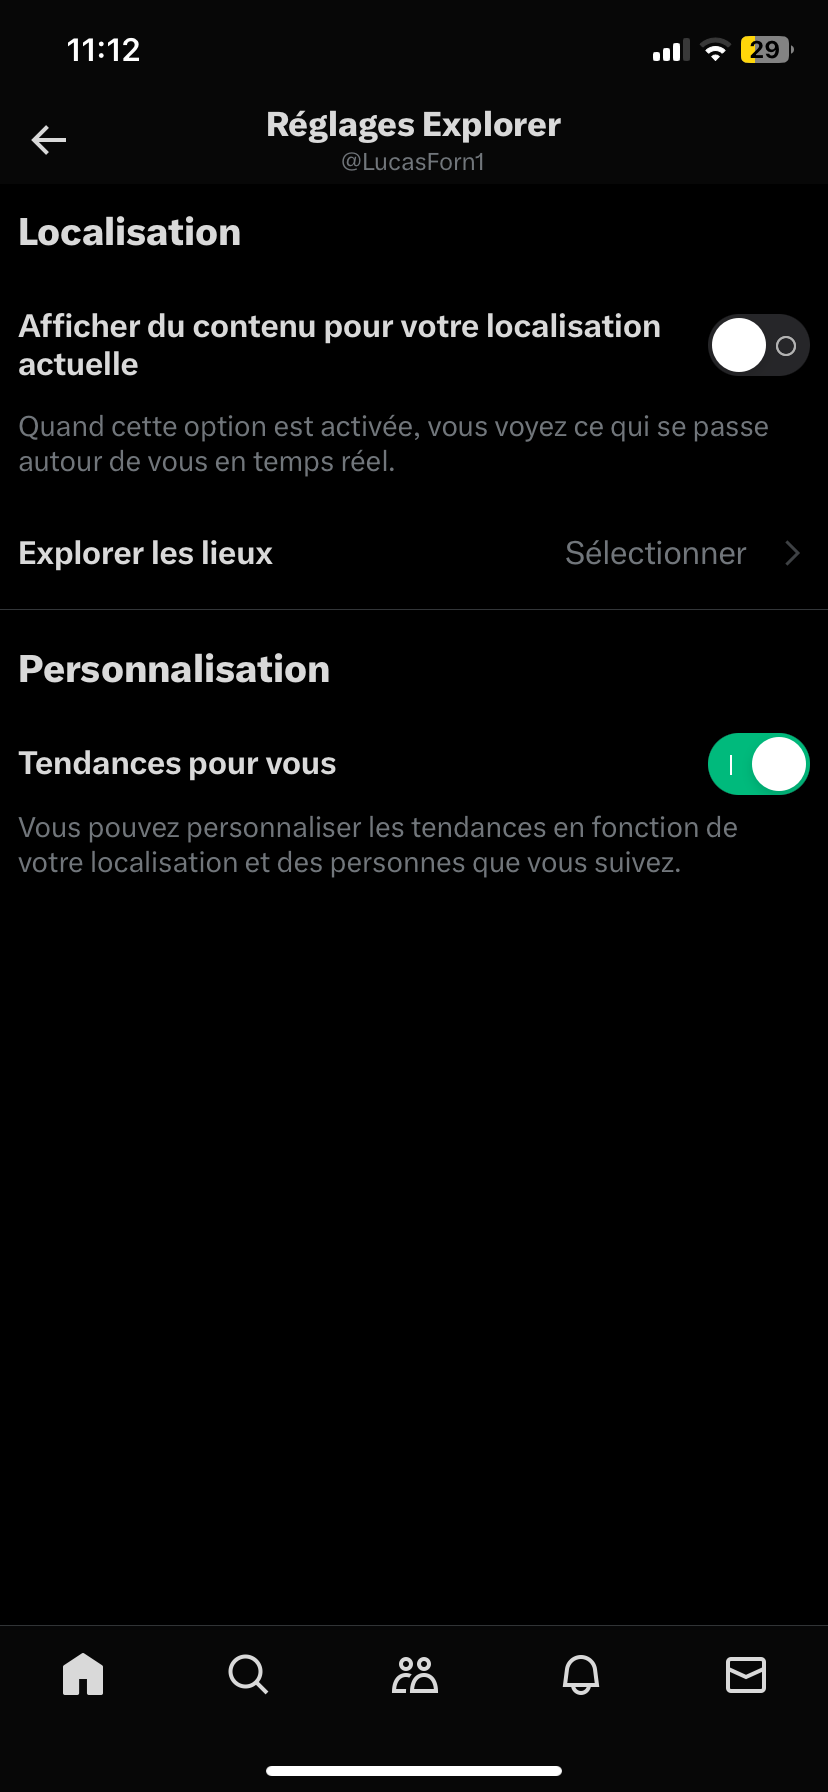 11:12
29
Réglages Explorer
@LucasForn1
Localisation
Afficher du contenu pour votre localisation
actuelle
Quand cette option est activée, vous voyez ce qui se passe
autour de vous en temps réel.
Explorer les lieux Sélectionner
Personnalisation
Tendances pour vous
Vous pouvez personnaliser les tendances en fonction de
votre localisation et des personnes que vous suivez.